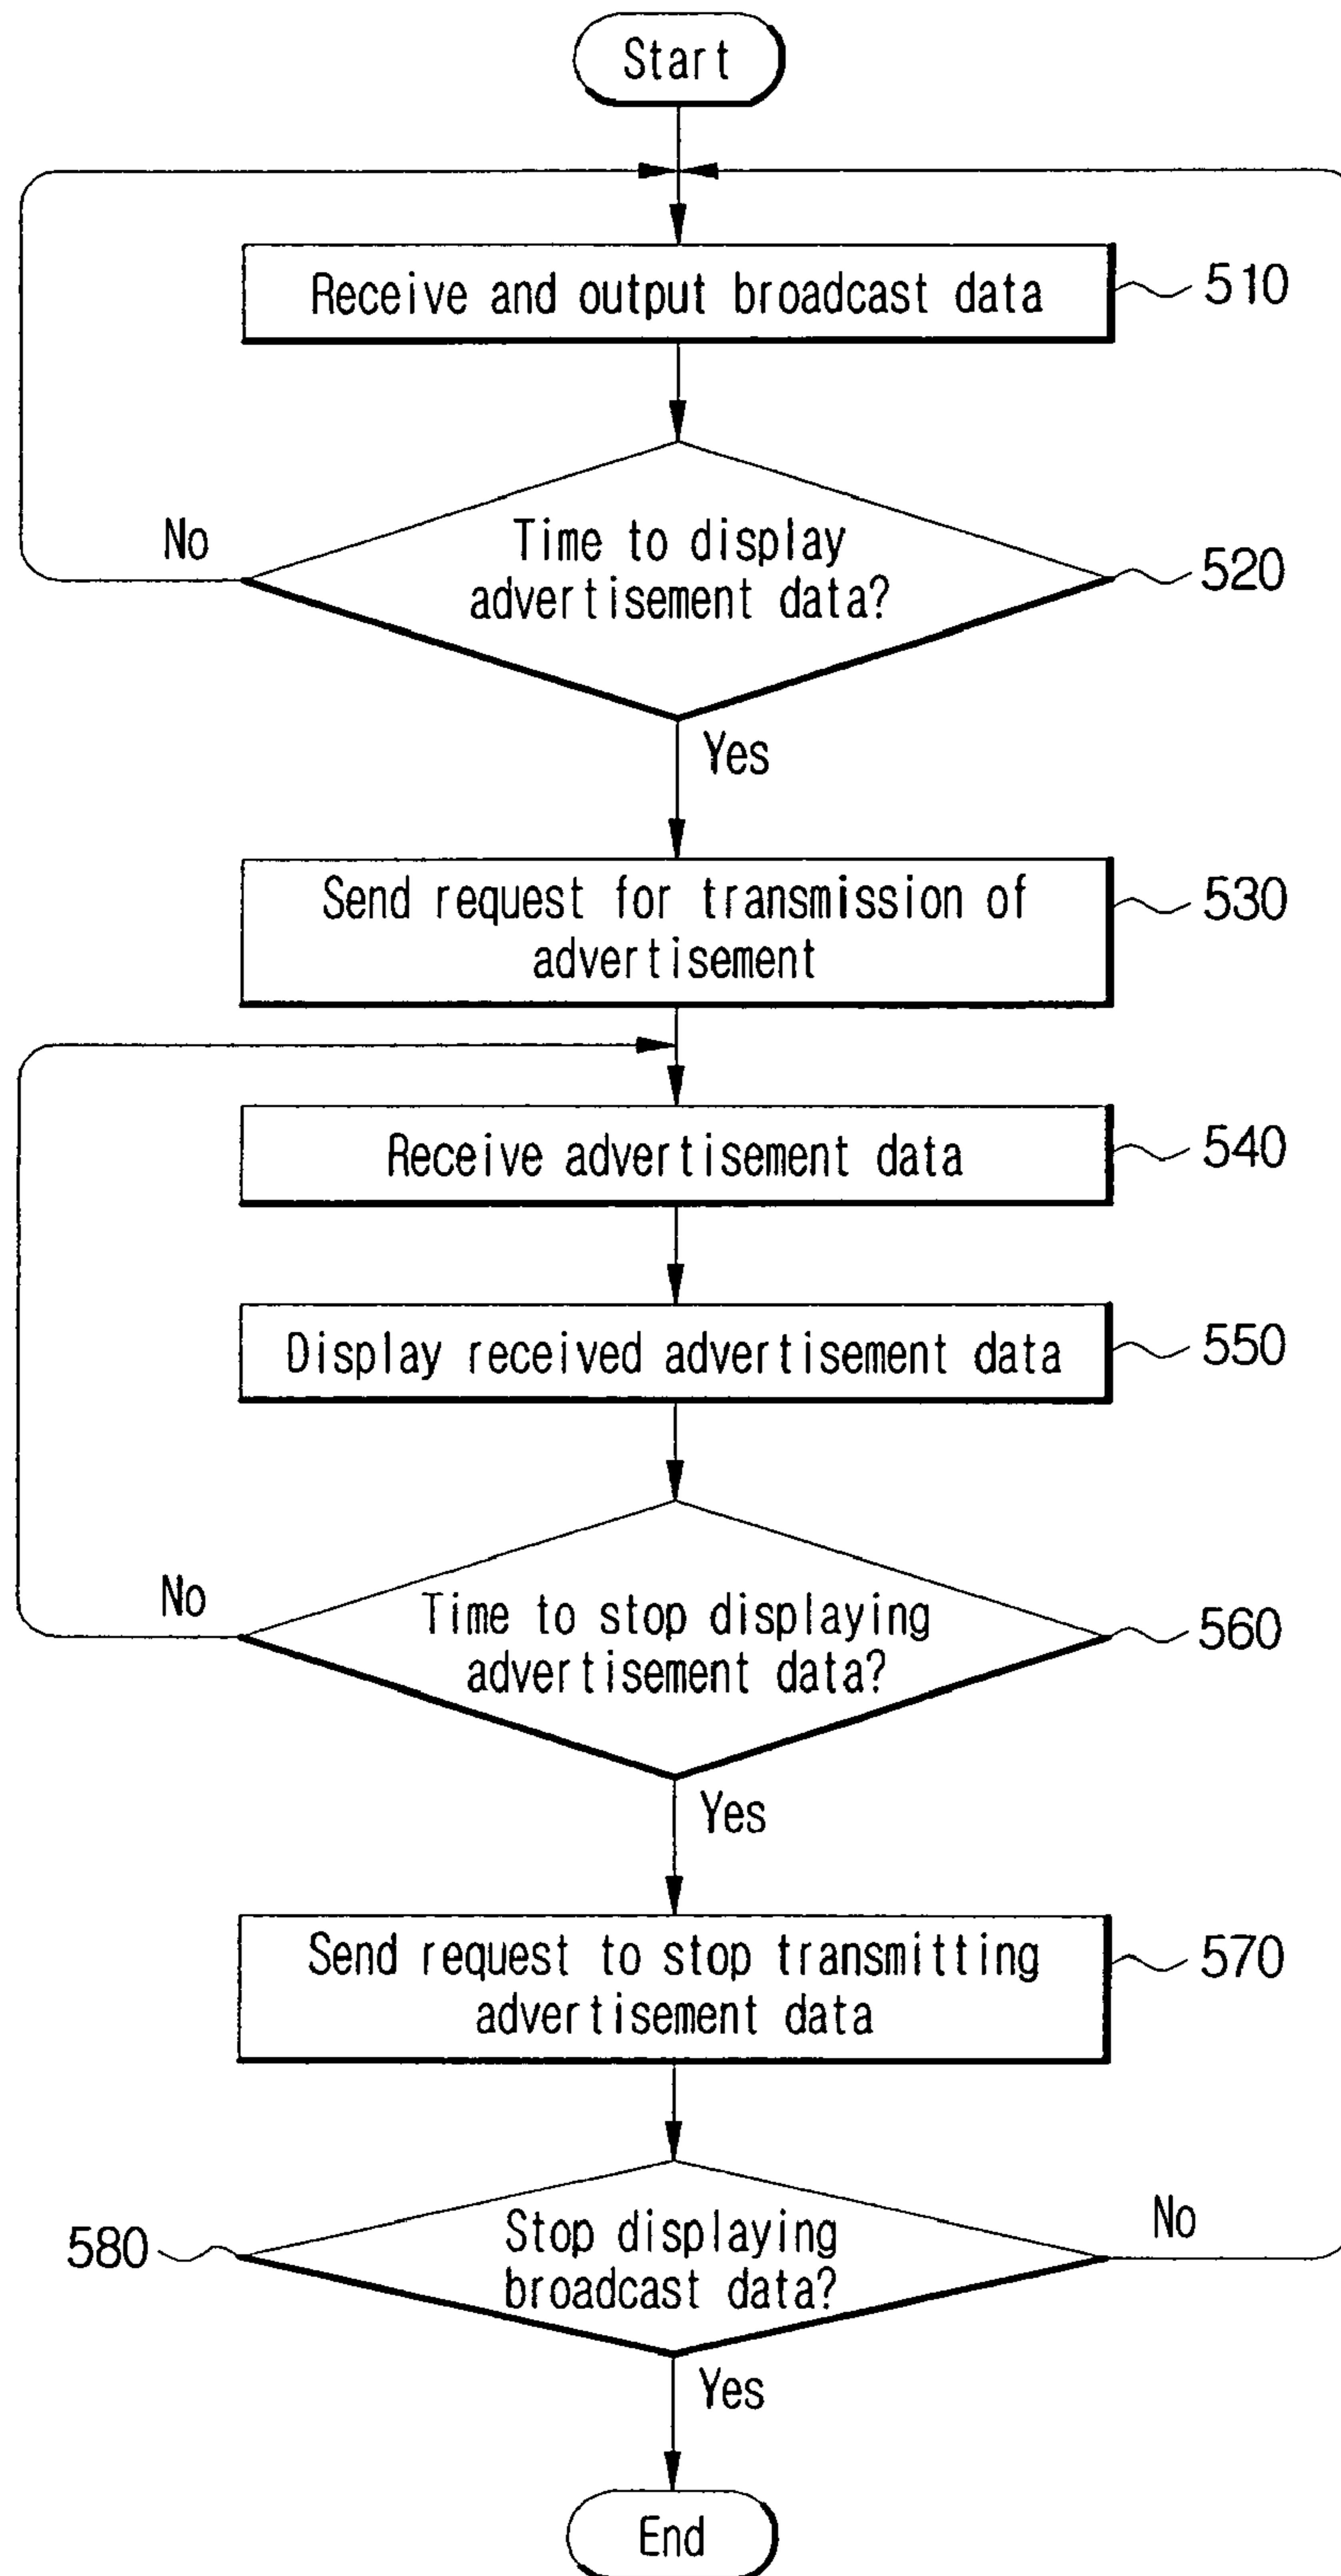 Start
Receive and output broadcast data
510
No
Time to display
advertisement data?
520
Yes
Send request for transmission of
advertisement
530
Receive advertisement data
540
Display received advertisement data
550
No
Time to stop displaying
advertisement data?
560
Yes
Send request to stop transmitting
advertisement data
570
580
Stop displaying
broadcast data?
No
Yes
End